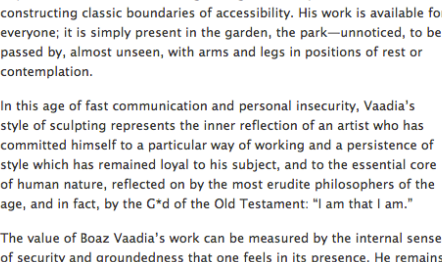 constructing classic boundaries of accessibility. His work is available for
everyone; it is simply present in the garden, the park—unnoticed, to be
passed by, almost unseen, with arms and legs in positions of rest or
contemplation.
In this age of fast communication and personal insecurity, Vaadia's
style of sculpting represents the inner reflection of an artist who has
committed himself to a particular way of working and a persistence of
style which has remained loyal to his subject, and to the essential core
of human nature, reflected on by the most erudite philosophers of the
age, and in fact, by the G*d of the Old Testament: “I am that I am.”
The value of Boaz Vaadia's work can be measured by the internal sense
of security and groundedness that one feels in its presence. He remains